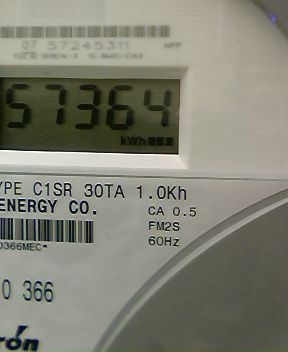 07 57245311
57364
kWh
YPE C1SR 30TA 1.0Kh
ENERGY CO.
CA 0.5
FM2S
60Hz
0366MEC*
0 366
ron